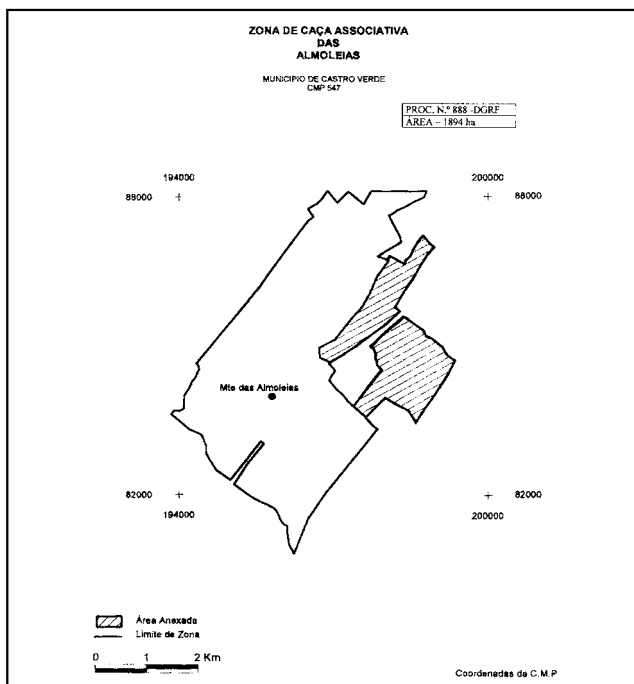 ZONA DE CAÇA ASSOCIATIVA
DAS
ALMOLEIAS
MUNICIPIO DE CASTRO VERDE
CMP 547
PROC. N.º 888 -DGRF
ÁREA – 1894 ha
194000
200000
88000
88000
Mte das Almoleias
82000
82000
194000
200000
Área Anexada
Limite de Zona
0 1 2 Km
Coordenadas da C.M.P